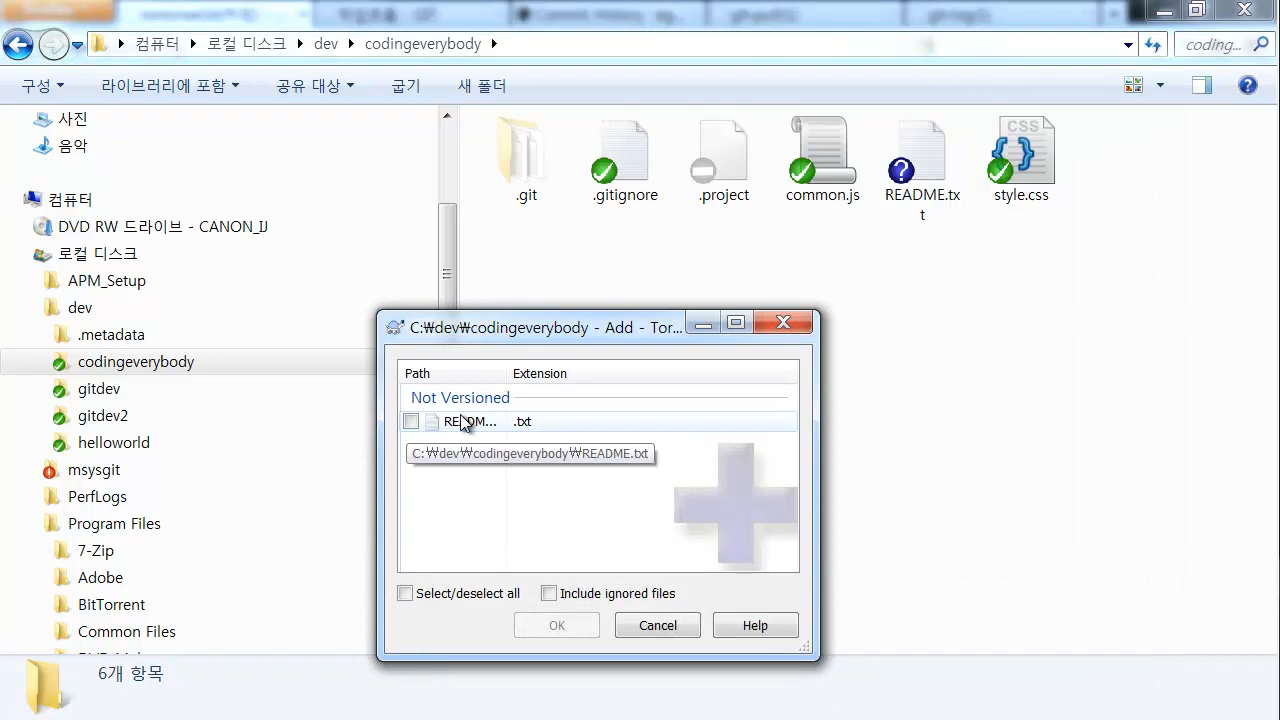 컴퓨터 로컬 디스크 dev codingeverybody coding...
구성 라이브러리에 포함 공유 대상 굽기 새 폴더
사진
음악
컴퓨터
DVD RW 드라이브 - CANON_IJ
로컬 디스크
APM_Setup
dev
.metadata
codingeverybody
gitdev
gitdev2
helloworld
msysgit
PerfLogs
Program Files
7-Zip
Adobe
BitTorrent
Common Files
.git .gitignore .project common.js README.tx style.css
t
CSS
C:₩dev₩codingeverybody - Add - Tor...
Path Extension
Not Versioned
READM... .txt
C:₩dev₩codingeverybody₩README.txt
Select/deselect all Include ignored files
OK Cancel Help
6개 항목